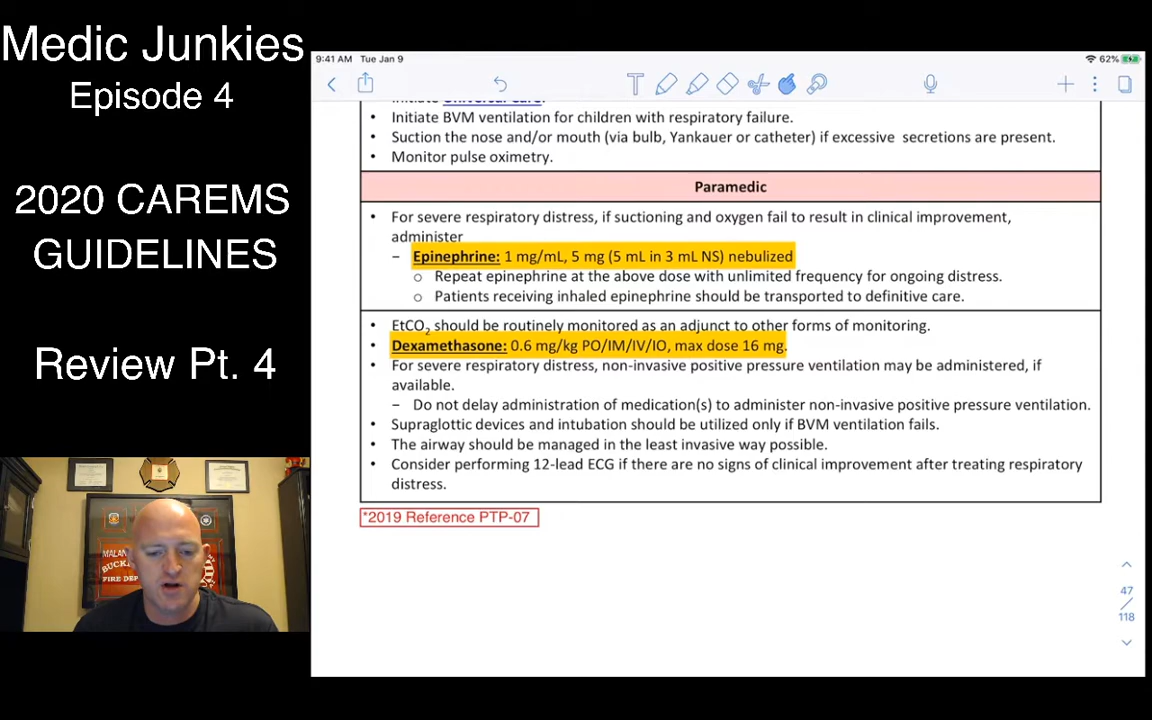 Medic Junkies
Episode 4
2020 CAREMS
GUIDELINES
Review Pt. 4
9:41 AM Tue Jan 9
62%
Initiate Universal Care.
• Initiate BVM ventilation for children with respiratory failure.
• Suction the nose and/or mouth (via bulb, Yankauer or catheter) if excessive secretions are present.
• Monitor pulse oximetry.
Paramedic
• For severe respiratory distress, if suctioning and oxygen fail to result in clinical improvement,
administer
− Epinephrine: 1 mg/mL, 5 mg (5 mL in 3 mL NS) nebulized
o Repeat epinephrine at the above dose with unlimited frequency for ongoing distress.
o Patients receiving inhaled epinephrine should be transported to definitive care.
• EtCO2 should be routinely monitored as an adjunct to other forms of monitoring.
• Dexamethasone: 0.6 mg/kg PO/IM/IV/IO, max dose 16 mg.
• For severe respiratory distress, non-invasive positive pressure ventilation may be administered, if
available.
− Do not delay administration of medication(s) to administer non-invasive positive pressure ventilation.
• Supraglottic devices and intubation should be utilized only if BVM ventilation fails.
• The airway should be managed in the least invasive way possible.
• Consider performing 12-lead ECG if there are no signs of clinical improvement after treating respiratory
distress.
*2019 Reference PTP-07
47
/
118